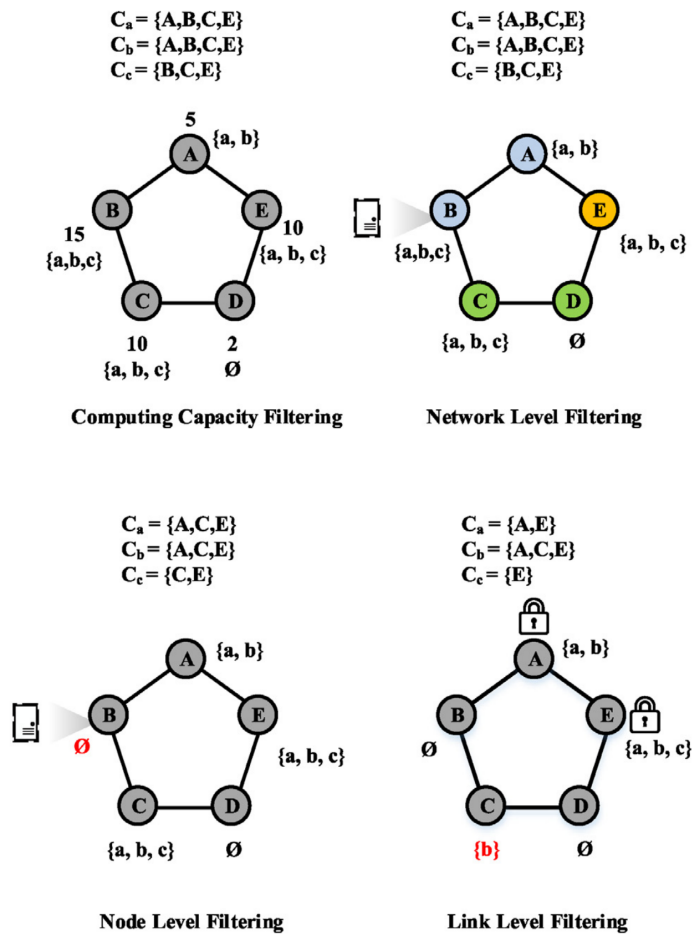 Cₐ = {A,B,C,E}
C_b = {A,B,C,E}
C_c = {B,C,E}
5
A
{a, b}
B
E
15
{a,b,c}
10
{a, b, c}
C
D
10
{a, b, c}
2
Ø
Computing Capacity Filtering
Cₐ = {A,B,C,E}
C_b = {A,B,C,E}
C_c = {B,C,E}
A
{a, b}
B
E
{a,b,c}
{a, b, c}
C
D
{a, b, c}
Ø
Network Level Filtering
Cₐ = {A,C,E}
C_b = {A,C,E}
C_c = {C,E}
A
{a, b}
B
E
Ø
{a, b, c}
C
D
{a, b, c}
Ø
Node Level Filtering
Cₐ = {A,E}
C_b = {A,C,E}
C_c = {E}
A
{a, b}
B
E
Ø
{a, b, c}
C
D
{b}
Ø
Link Level Filtering